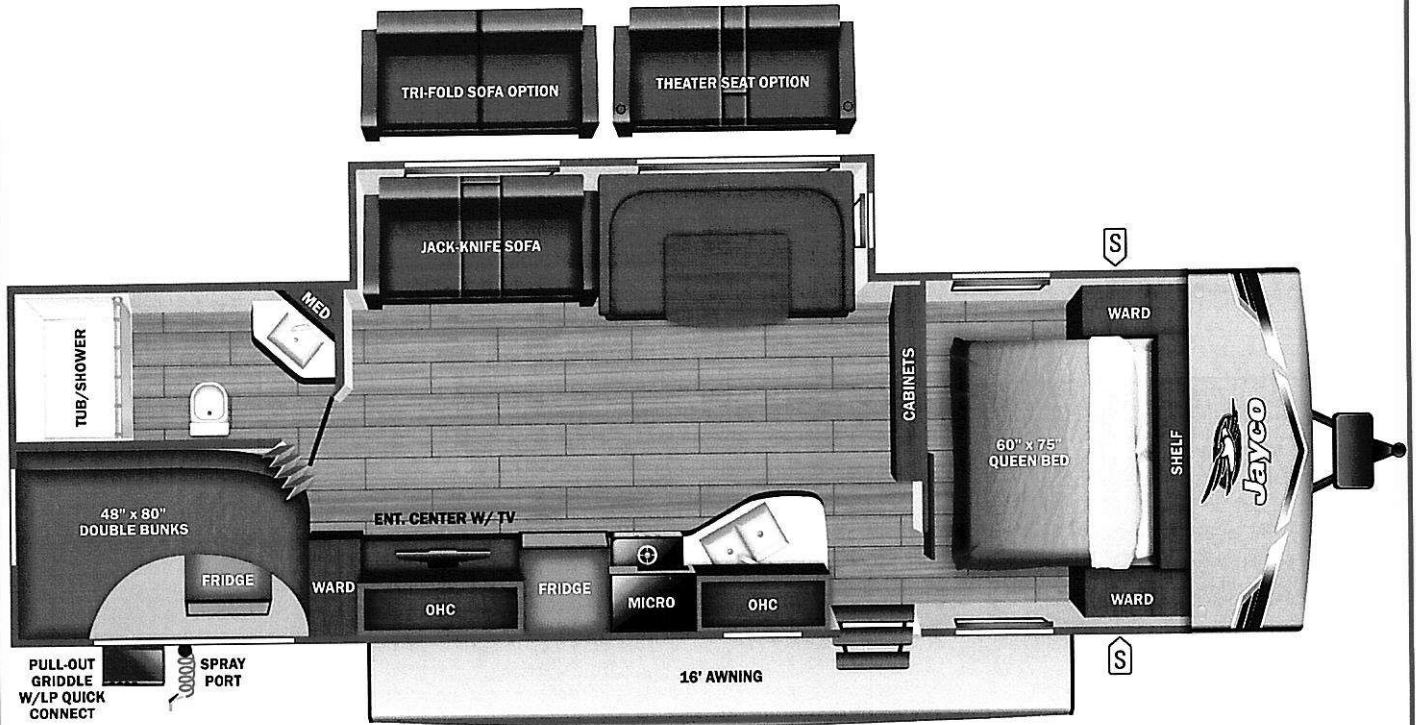 TRI-FOLD SOFA OPTION
THEATER SEAT OPTION
JACK-KNIFE SOFA
S
MED
TUB/SHOWER
WARD
CABINETS
60" x 75"
QUEEN BED
SHELF
Jayco
48" x 80"
DOUBLE BUNKS
ENT. CENTER W/ TV
FRIDGE
WARD
OHC
FRIDGE
MICRO
OHC
WARD
S
PULL-OUT
GRIDDLE
W/LP QUICK
CONNECT
SPRAY
PORT
16' AWNING